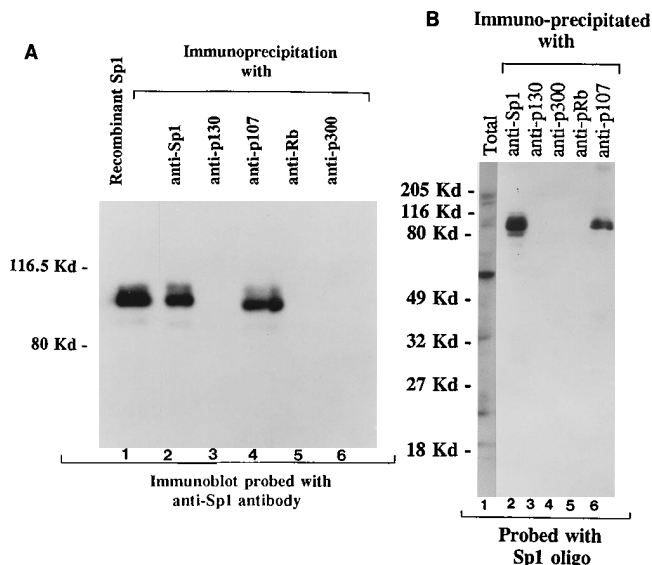 A
Immunoprecipitation
with
Recombinant Sp1
anti-Sp1
anti-p130
anti-p107
anti-Rb
anti-p300
116.5 Kd -
80 Kd -
1 2 3 4 5 6
Immunoblot probed with
anti-Sp1 antibody
B
Immuno-precipitated
with
Total
anti-Sp1
anti-p130
anti-p300
anti-pRb
anti-p107
205 Kd -
116 Kd -
80 Kd -
49 Kd -
32 Kd -
27 Kd -
18 Kd -
1 2 3 4 5 6
Probed with
Sp1 oligo